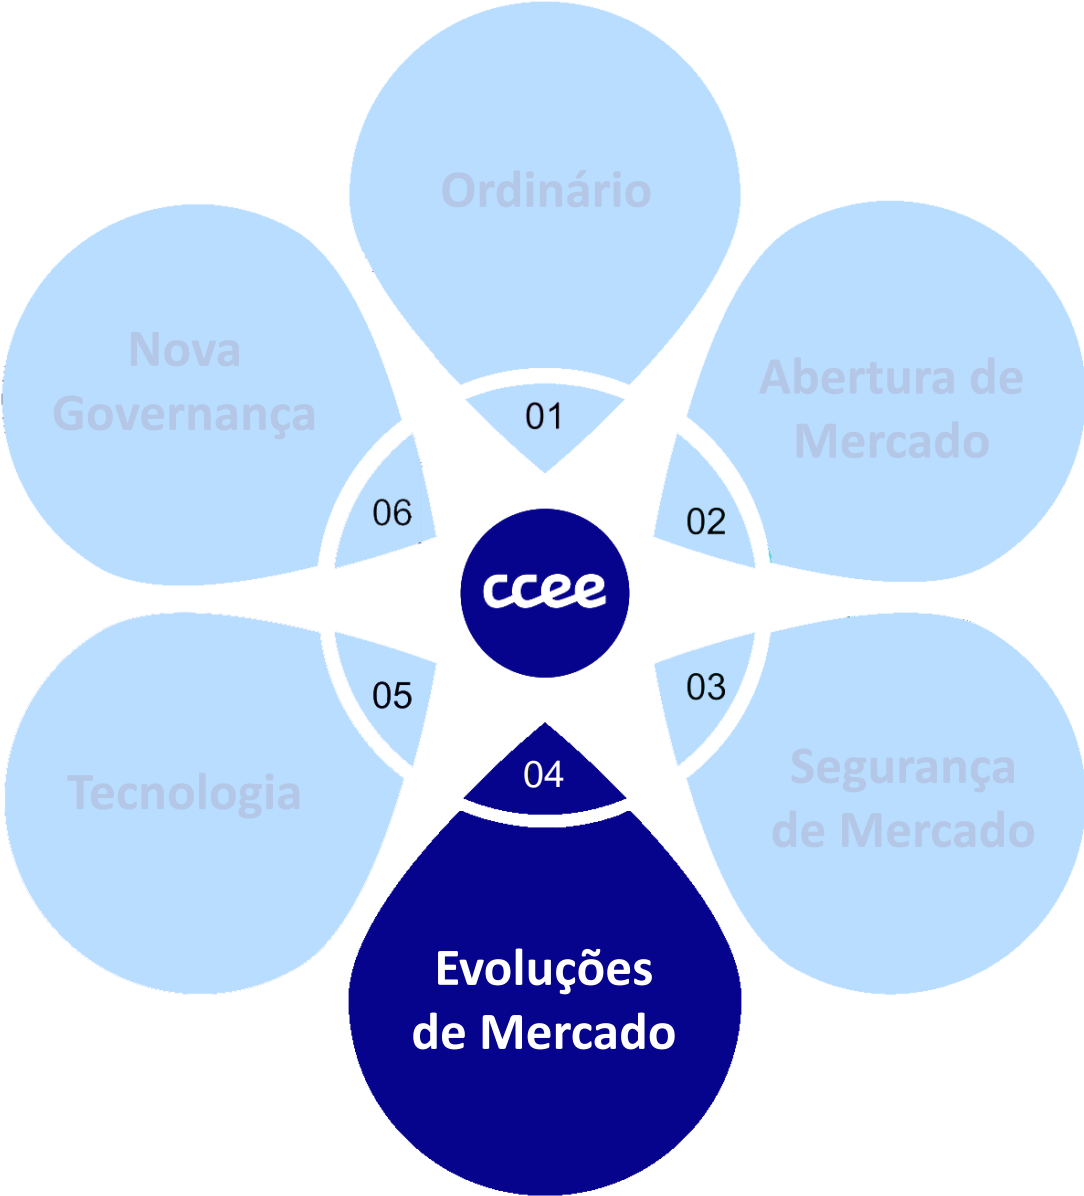 Ordinário
01
Abertura de
Mercado
02
03
Segurança
de Mercado
04
Evoluções
de Mercado
05
Tecnologia
06
Nova
Governança
ccee